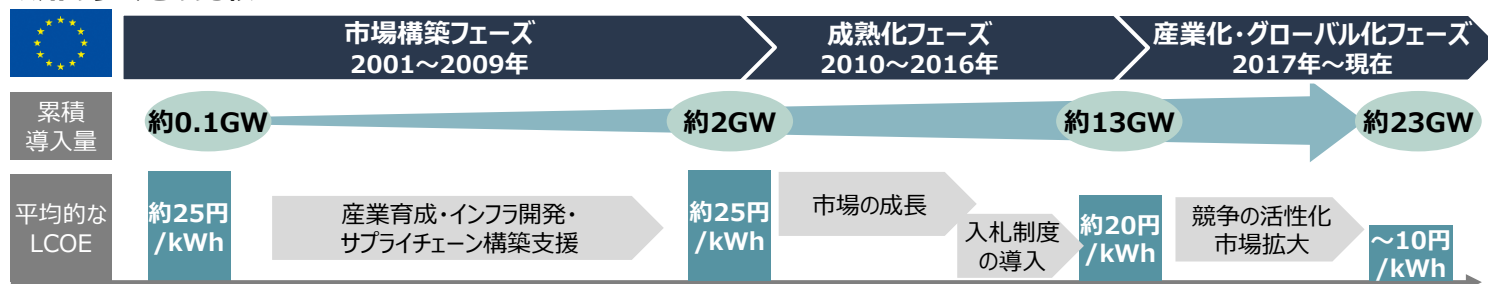 市場構築フェーズ
2001～2009年
成熟化フェーズ
2010～2016年
産業化・グローバル化フェーズ
2017年～現在
累積
導入量
約0.1GW
約2GW
約13GW
約23GW
平均的な
LCOE
約25円
/kWh
産業育成・インフラ開発・
サプライチェーン構築支援
約25円
/kWh
市場の成長
入札制度
の導入
約20円
/kWh
競争の活性化
市場拡大
～10円
/kWh